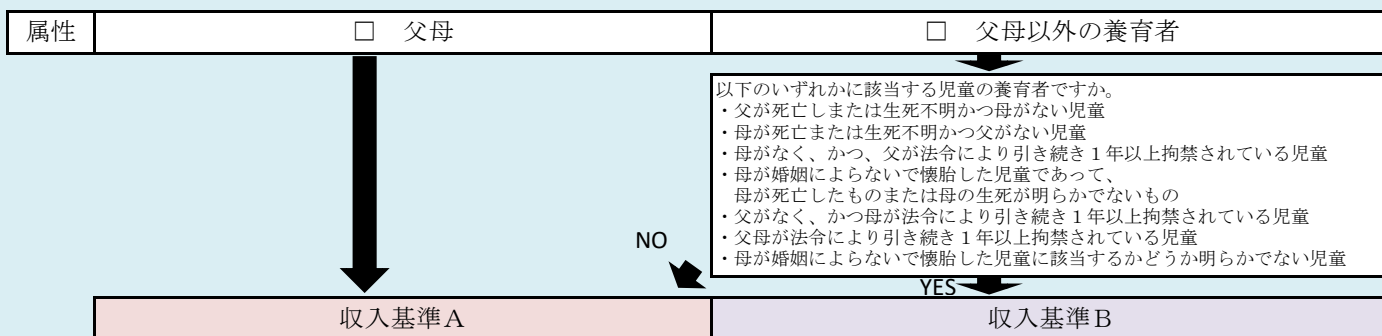 属性
□ 父母
□ 父母以外の養育者
以下のいずれかに該当する児童の養育者ですか。
・父が死亡しまたは生死不明かつ母がない児童
・母が死亡または生死不明かつ父がない児童
・母がなく、かつ、父が法令により引き続き１年以上拘禁されている児童
・母が婚姻によらないで懐胎した児童であって、
母が死亡したものまたは母の生死が明らかでないもの
・父がなく、かつ母が法令により引き続き１年以上拘禁されている児童
・父母が法令により引き続き１年以上拘禁されている児童
・母が婚姻によらないで懐胎した児童に該当するかどうか明らかでない児童
NO
YES
収入基準Ａ
収入基準Ｂ